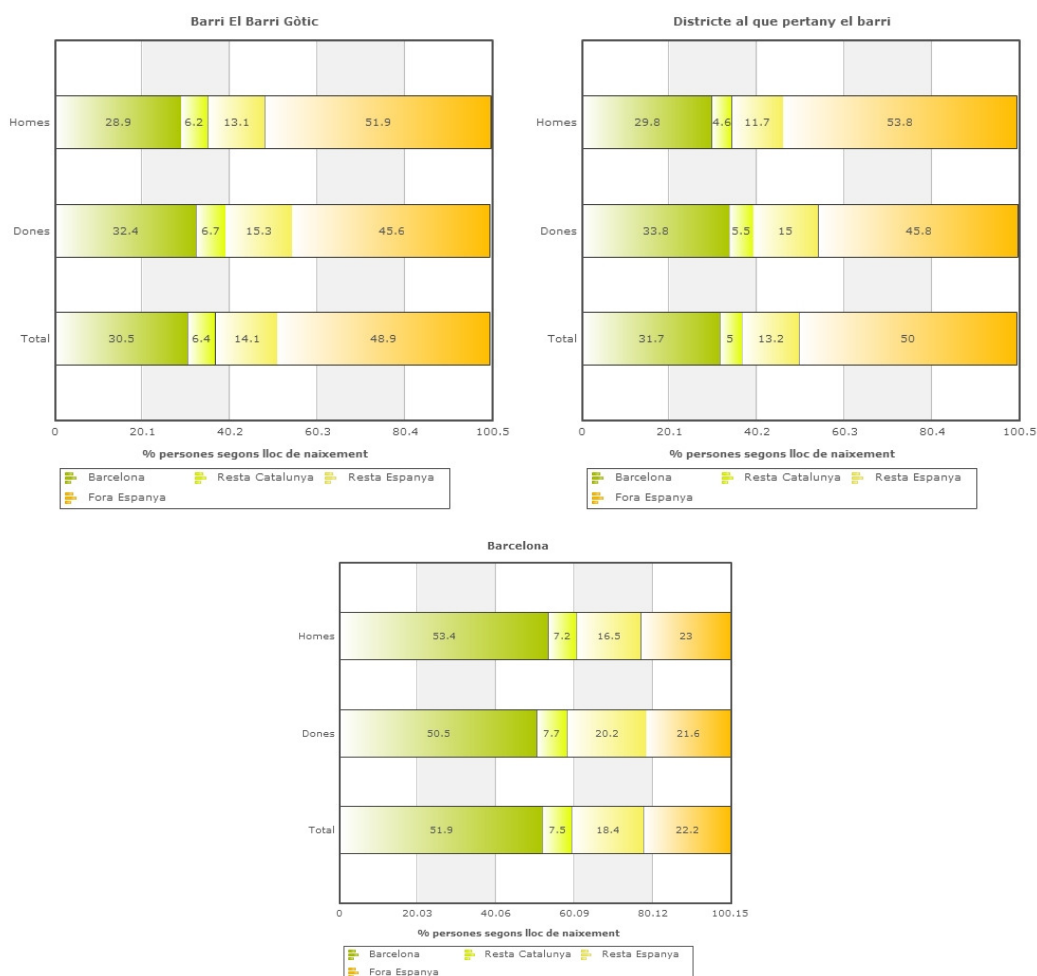 Barri El Barri Gòtic
Homes 28.9 6.2 13.1 51.9
Dones 32.4 6.7 15.3 45.6
Total 30.5 6.4 14.1 48.9
0 20.1 40.2 60.3 80.4 100.5
% persones segons lloc de naixement
Barcelona Resta Catalunya Resta Espanya
Fora Espanya
Districte al que pertany el barri
Homes 29.8 4.6 11.7 53.8
Dones 33.8 5.5 15 45.8
Total 31.7 5 13.2 50
0 20.1 40.2 60.3 80.4 100.5
% persones segons lloc de naixement
Barcelona Resta Catalunya Resta Espanya
Fora Espanya
Barcelona
Homes 53.4 7.2 16.5 23
Dones 50.5 7.7 20.2 21.6
Total 51.9 7.5 18.4 22.2
0 20.03 40.06 60.09 80.12 100.15
% persones segons lloc de naixement
Barcelona Resta Catalunya Resta Espanya
Fora Espanya